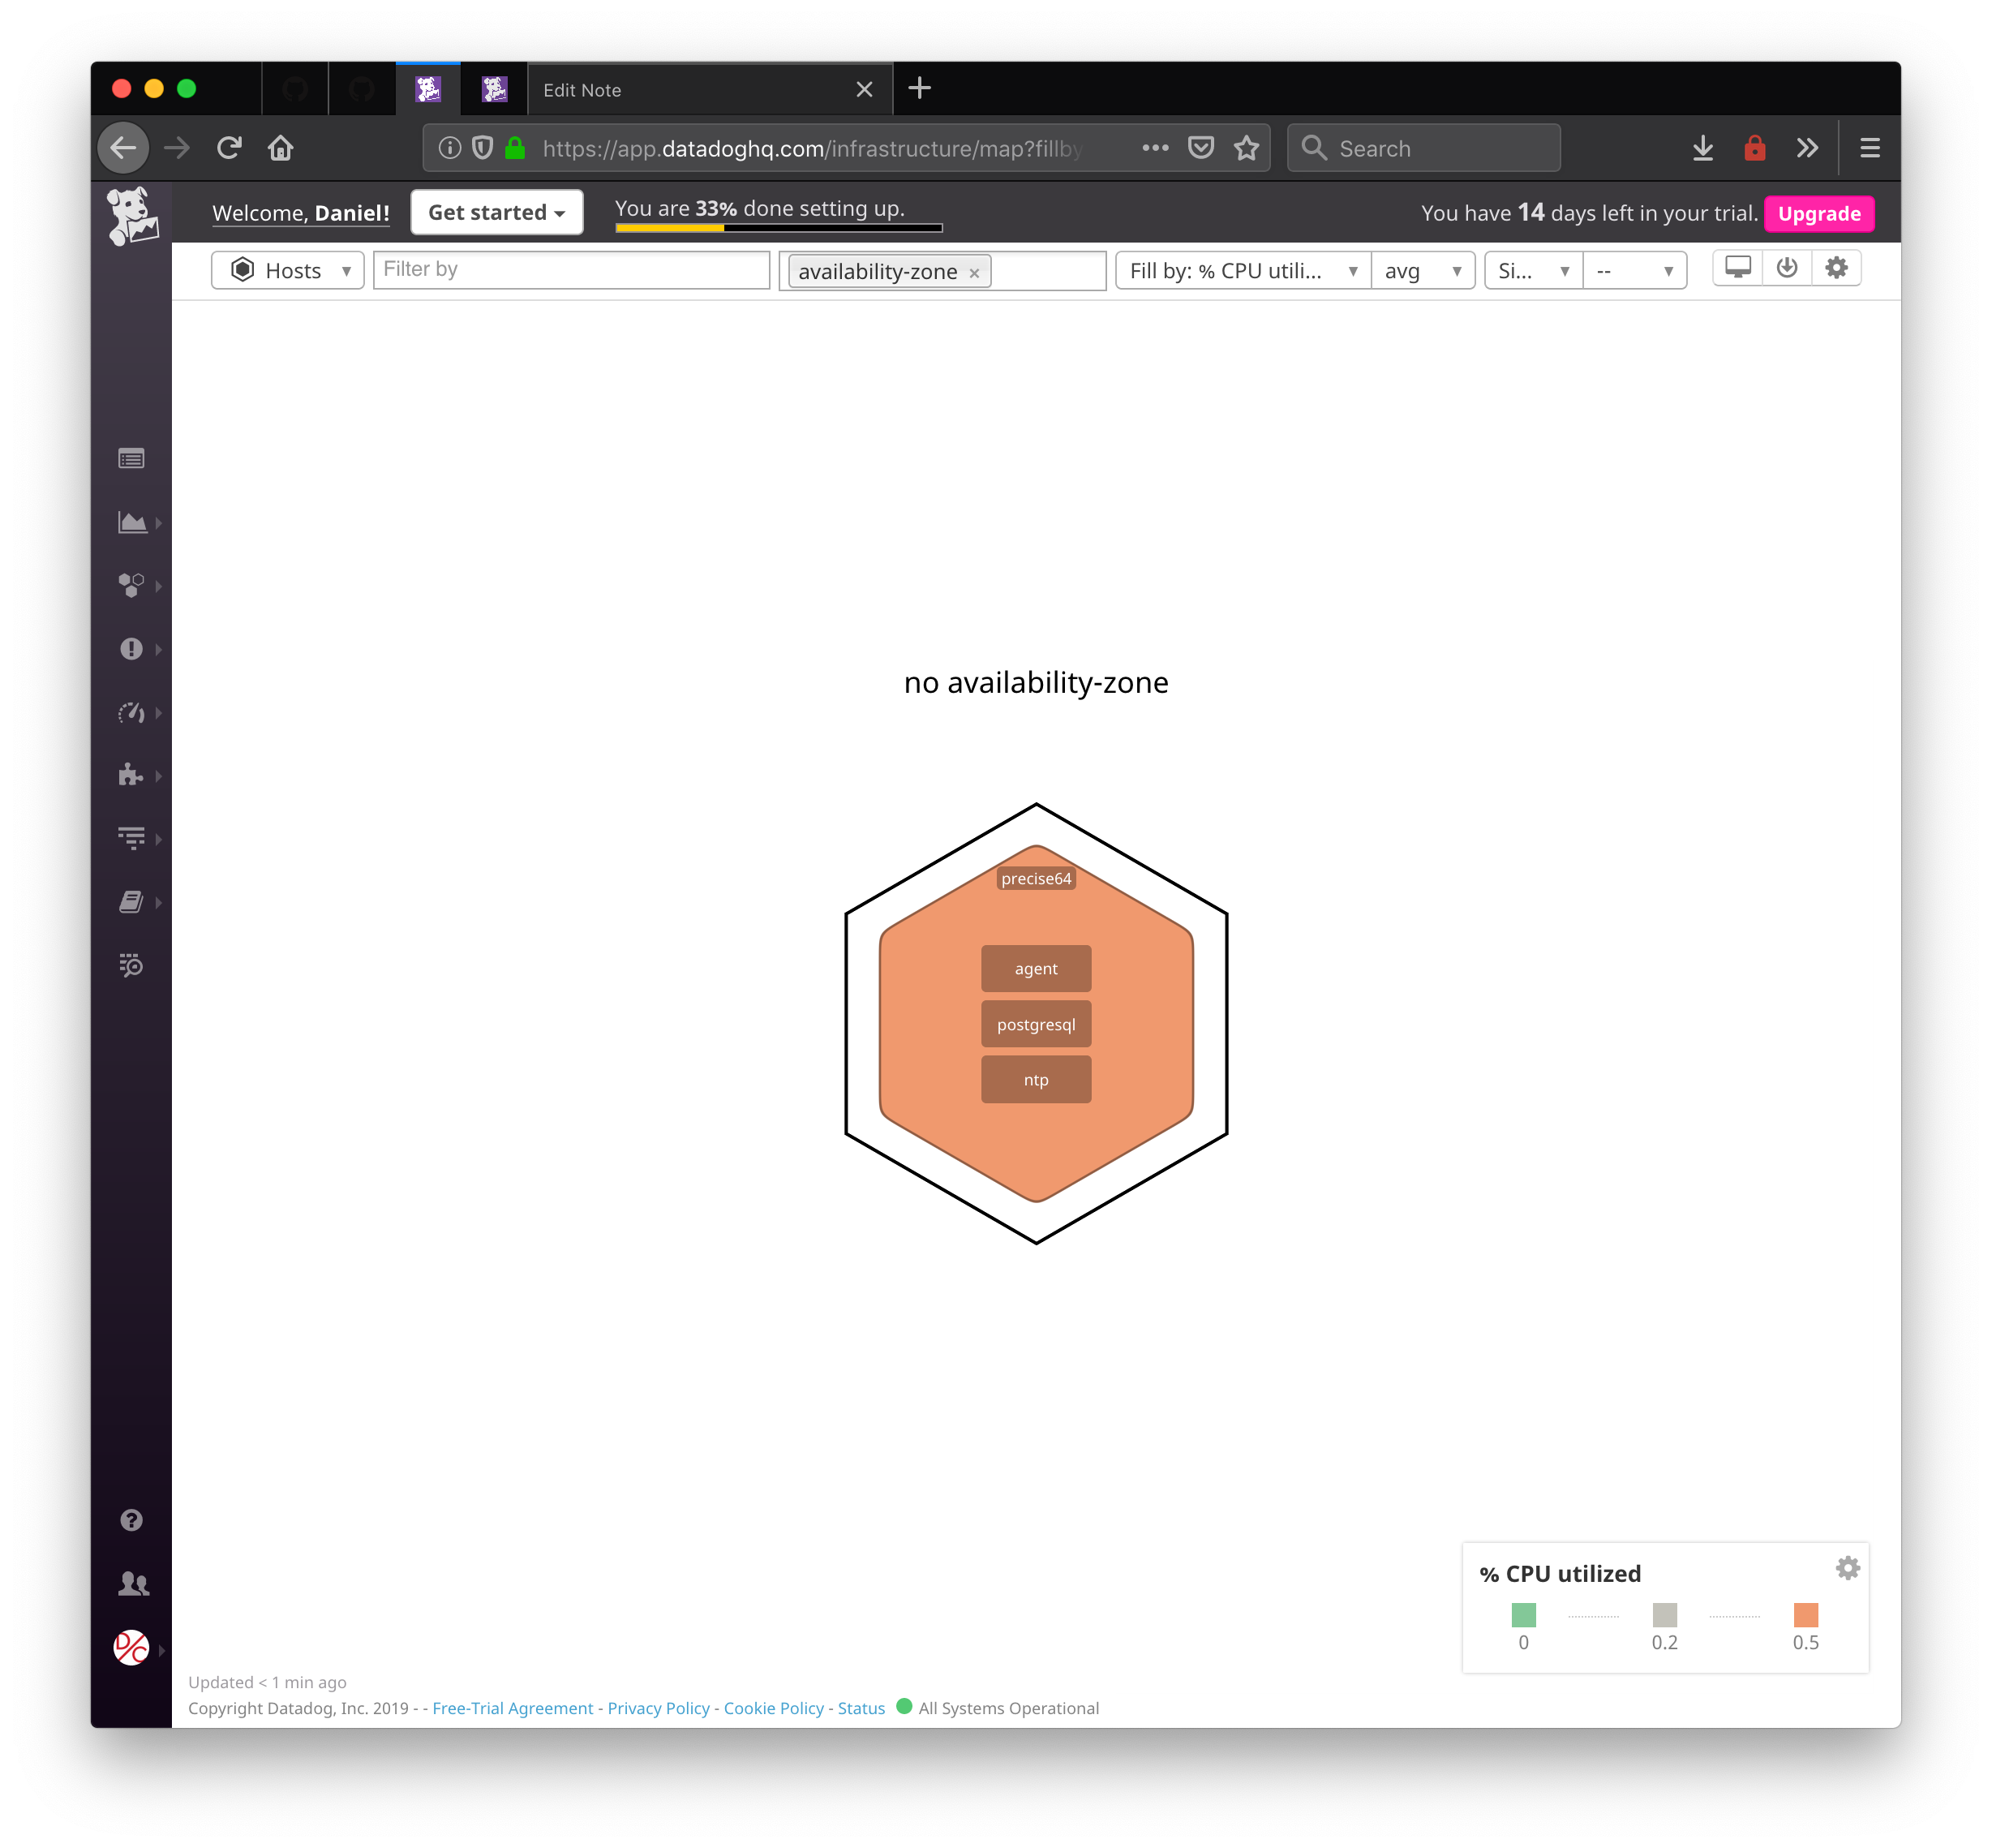 Edit Note
https://app.datadoghq.com/infrastructure/map?fillby
Search
Welcome, Daniel!
Get started
You are 33% done setting up.
You have 14 days left in your trial.
Upgrade
Hosts
Filter by
availability-zone ×
Fill by: % CPU utili...
avg
Si...
--
no availability-zone
precise64
agent
postgresql
ntp
% CPU utilized
0
0.2
0.5
D/C
Updated < 1 min ago
Copyright Datadog, Inc. 2019 - - Free-Trial Agreement - Privacy Policy - Cookie Policy - Status All Systems Operational